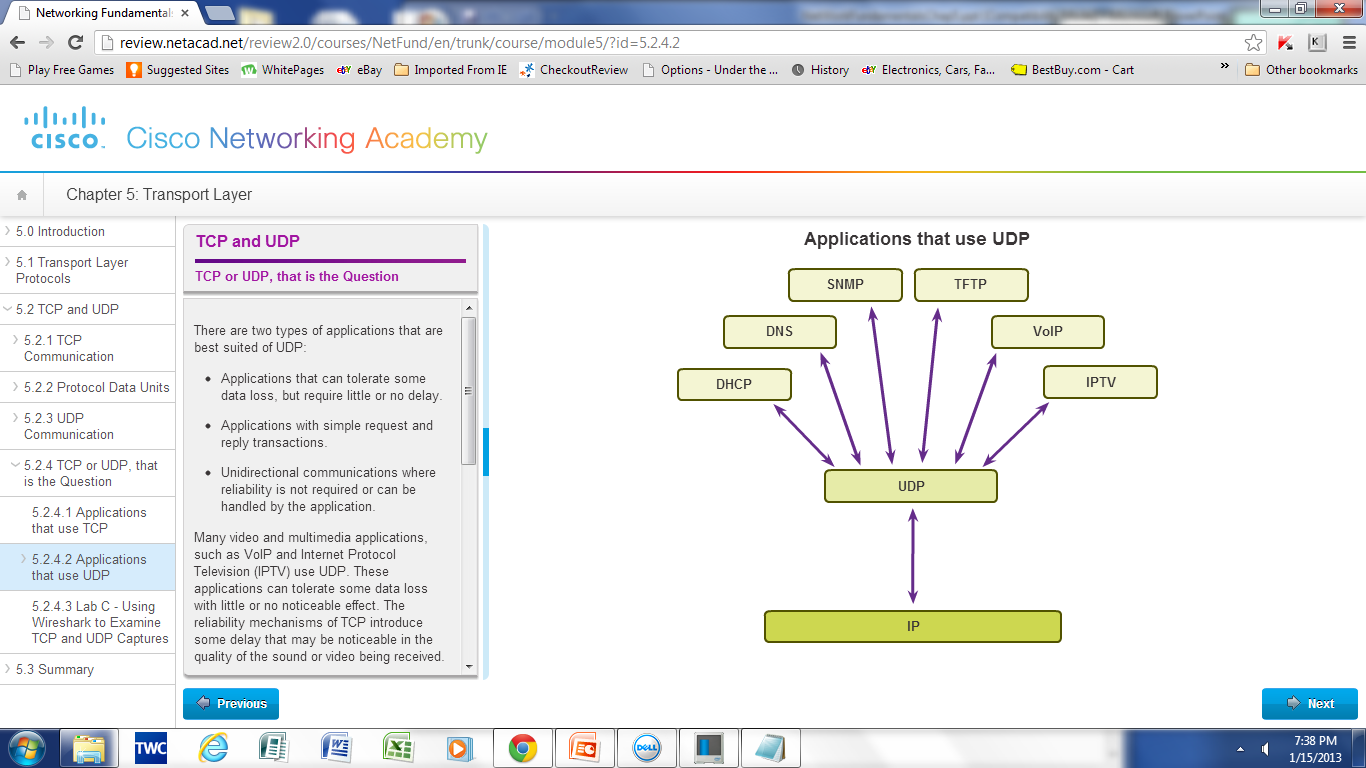 Networking Fundamentals
review.netacad.net/review2.0/courses/NetFund/en/trunk/course/module5/?id=5.2.4.2
Play Free Games
Suggested Sites
WhitePages
eBay
Imported From IE
CheckoutReview
Options - Under the ...
History
Electronics, Cars, Fa...
BestBuy.com - Cart
»
Other bookmarks
CISCO
Cisco Networking Academy
Chapter 5: Transport Layer
5.0 Introduction
5.1 Transport Layer
Protocols
5.2 TCP and UDP
5.2.1 TCP
Communication
5.2.2 Protocol Data Units
5.2.3 UDP
Communication
5.2.4 TCP or UDP, that
is the Question
5.2.4.1 Applications
that use TCP
5.2.4.2 Applications
that use UDP
5.2.4.3 Lab C - Using
Wireshark to Examine
TCP and UDP Captures
5.3 Summary
TCP and UDP
TCP or UDP, that is the Question
There are two types of applications that are
best suited of UDP:
• Applications that can tolerate some
data loss, but require little or no delay.
• Applications with simple request and
reply transactions.
• Unidirectional communications where
reliability is not required or can be
handled by the application.
Many video and multimedia applications,
such as VoIP and Internet Protocol
Television (IPTV) use UDP. These
applications can tolerate some data loss
with little or no noticeable effect. The
reliability mechanisms of TCP introduce
some delay that may be noticeable in the
quality of the sound or video being received.
Previous
Applications that use UDP
SNMP
TFTP
DNS
VoIP
DHCP
IPTV
UDP
IP
Next
TWC
DELL
7:38 PM
1/15/2013